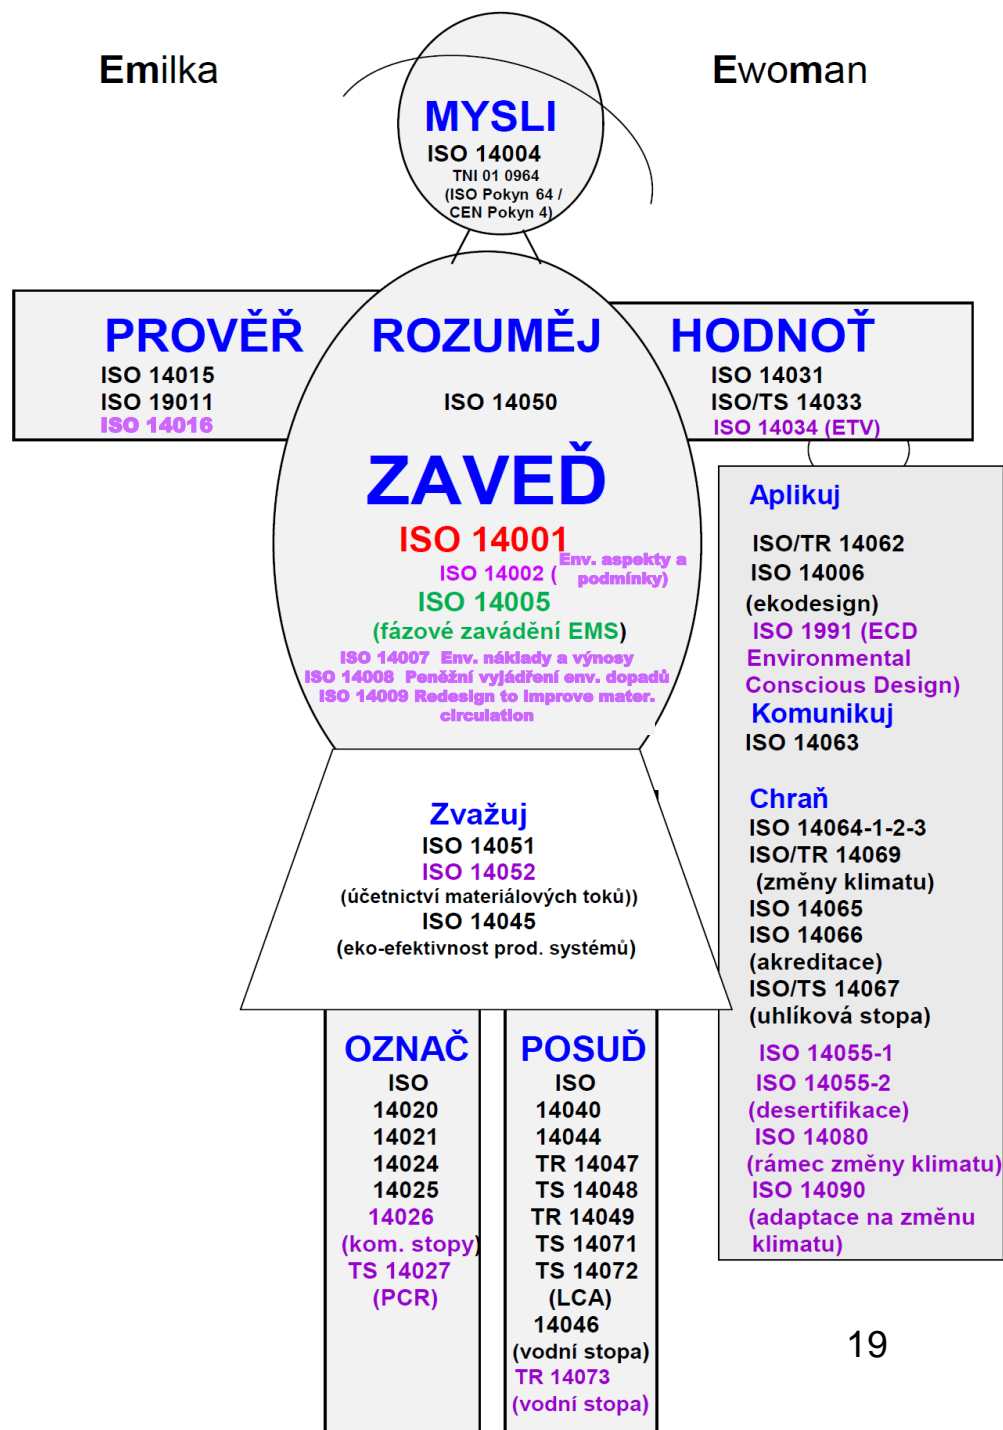 Emilka
Ewoman
MYSLI
ISO 14004
TNI 01 0964
(ISO Pokyn 64 /
CEN Pokyn 4)
PROVĚŘ
ISO 14015
ISO 19011
ISO 14016
ROZUMĚJ
ISO 14050
HODNOŤ
ISO 14031
ISO/TS 14033
ISO 14034 (ETV)
ZAVEĎ
ISO 14001
ISO 14002 (Env. aspekty a
podmínky)
ISO 14005
(fázové zavádění EMS)
ISO 14007 Env. náklady a výnosy
ISO 14008 Peněžní vyjádření env. dopadů
ISO 14009 Redesign to improve mater.
circulation
Zvažuj
ISO 14051
ISO 14052
(účetnictví materiálových toků))
ISO 14045
(eko-efektivnost prod. systémů)
OZNAČ
ISO
14020
14021
14024
14025
14026
(kom. stopy)
TS 14027
(PCR)
POSUĎ
ISO
14040
14044
TR 14047
TS 14048
TR 14049
TS 14071
TS 14072
(LCA)
14046
(vodní stopa)
TR 14073
(vodní stopa)
Aplikuj
ISO/TR 14062
ISO 14006
(ekodesign)
ISO 1991 (ECD
Environmental
Conscious Design)
Komunikuj
ISO 14063
Chraň
ISO 14064-1-2-3
ISO/TR 14069
(změny klimatu)
ISO 14065
ISO 14066
(akreditace)
ISO/TS 14067
(uhlíková stopa)
ISO 14055-1
ISO 14055-2
(desertifikace)
ISO 14080
(rámec změny klimatu)
ISO 14090
(adaptace na změnu
klimatu)
19